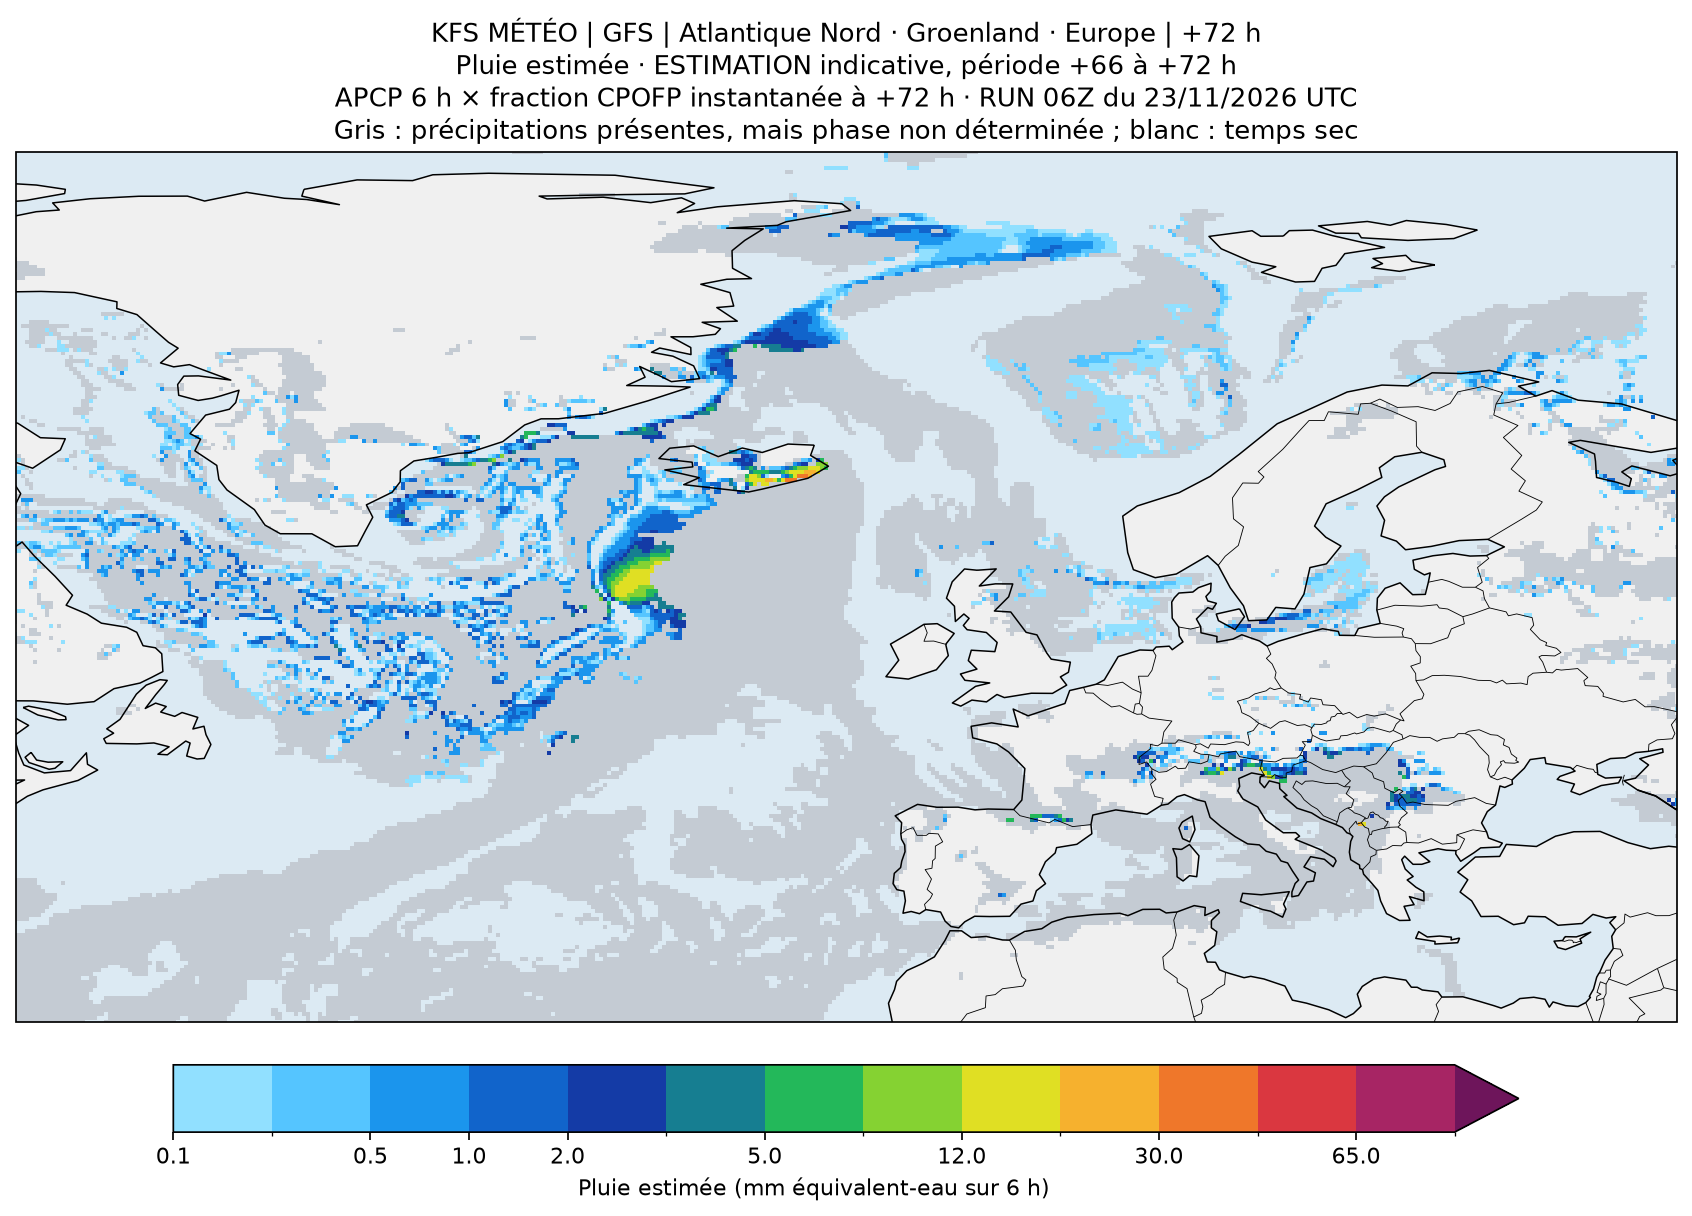 KFS MÉTÉO | GFS | Atlantique Nord · Groenland · Europe | +72 h
Pluie estimée · ESTIMATION indicative, période +66 à +72 h
APCP 6 h × fraction CPOFP instantanée à +72 h · RUN 06Z du 23/11/2026 UTC
Gris : précipitations présentes, mais phase non déterminée ; blanc : temps sec
0.1 0.5 1.0 2.0 5.0 12.0 30.0 65.0
Pluie estimée (mm équivalent-eau sur 6 h)